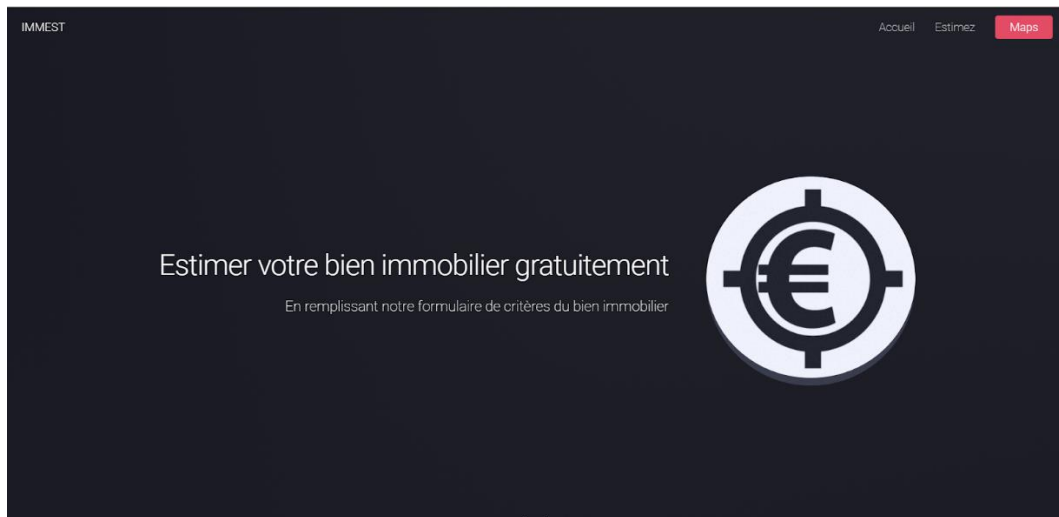 IMMEST
Accueil Estimez Maps
Estimer votre bien immobilier gratuitement
En remplissant notre formulaire de critères du bien immobilier
€